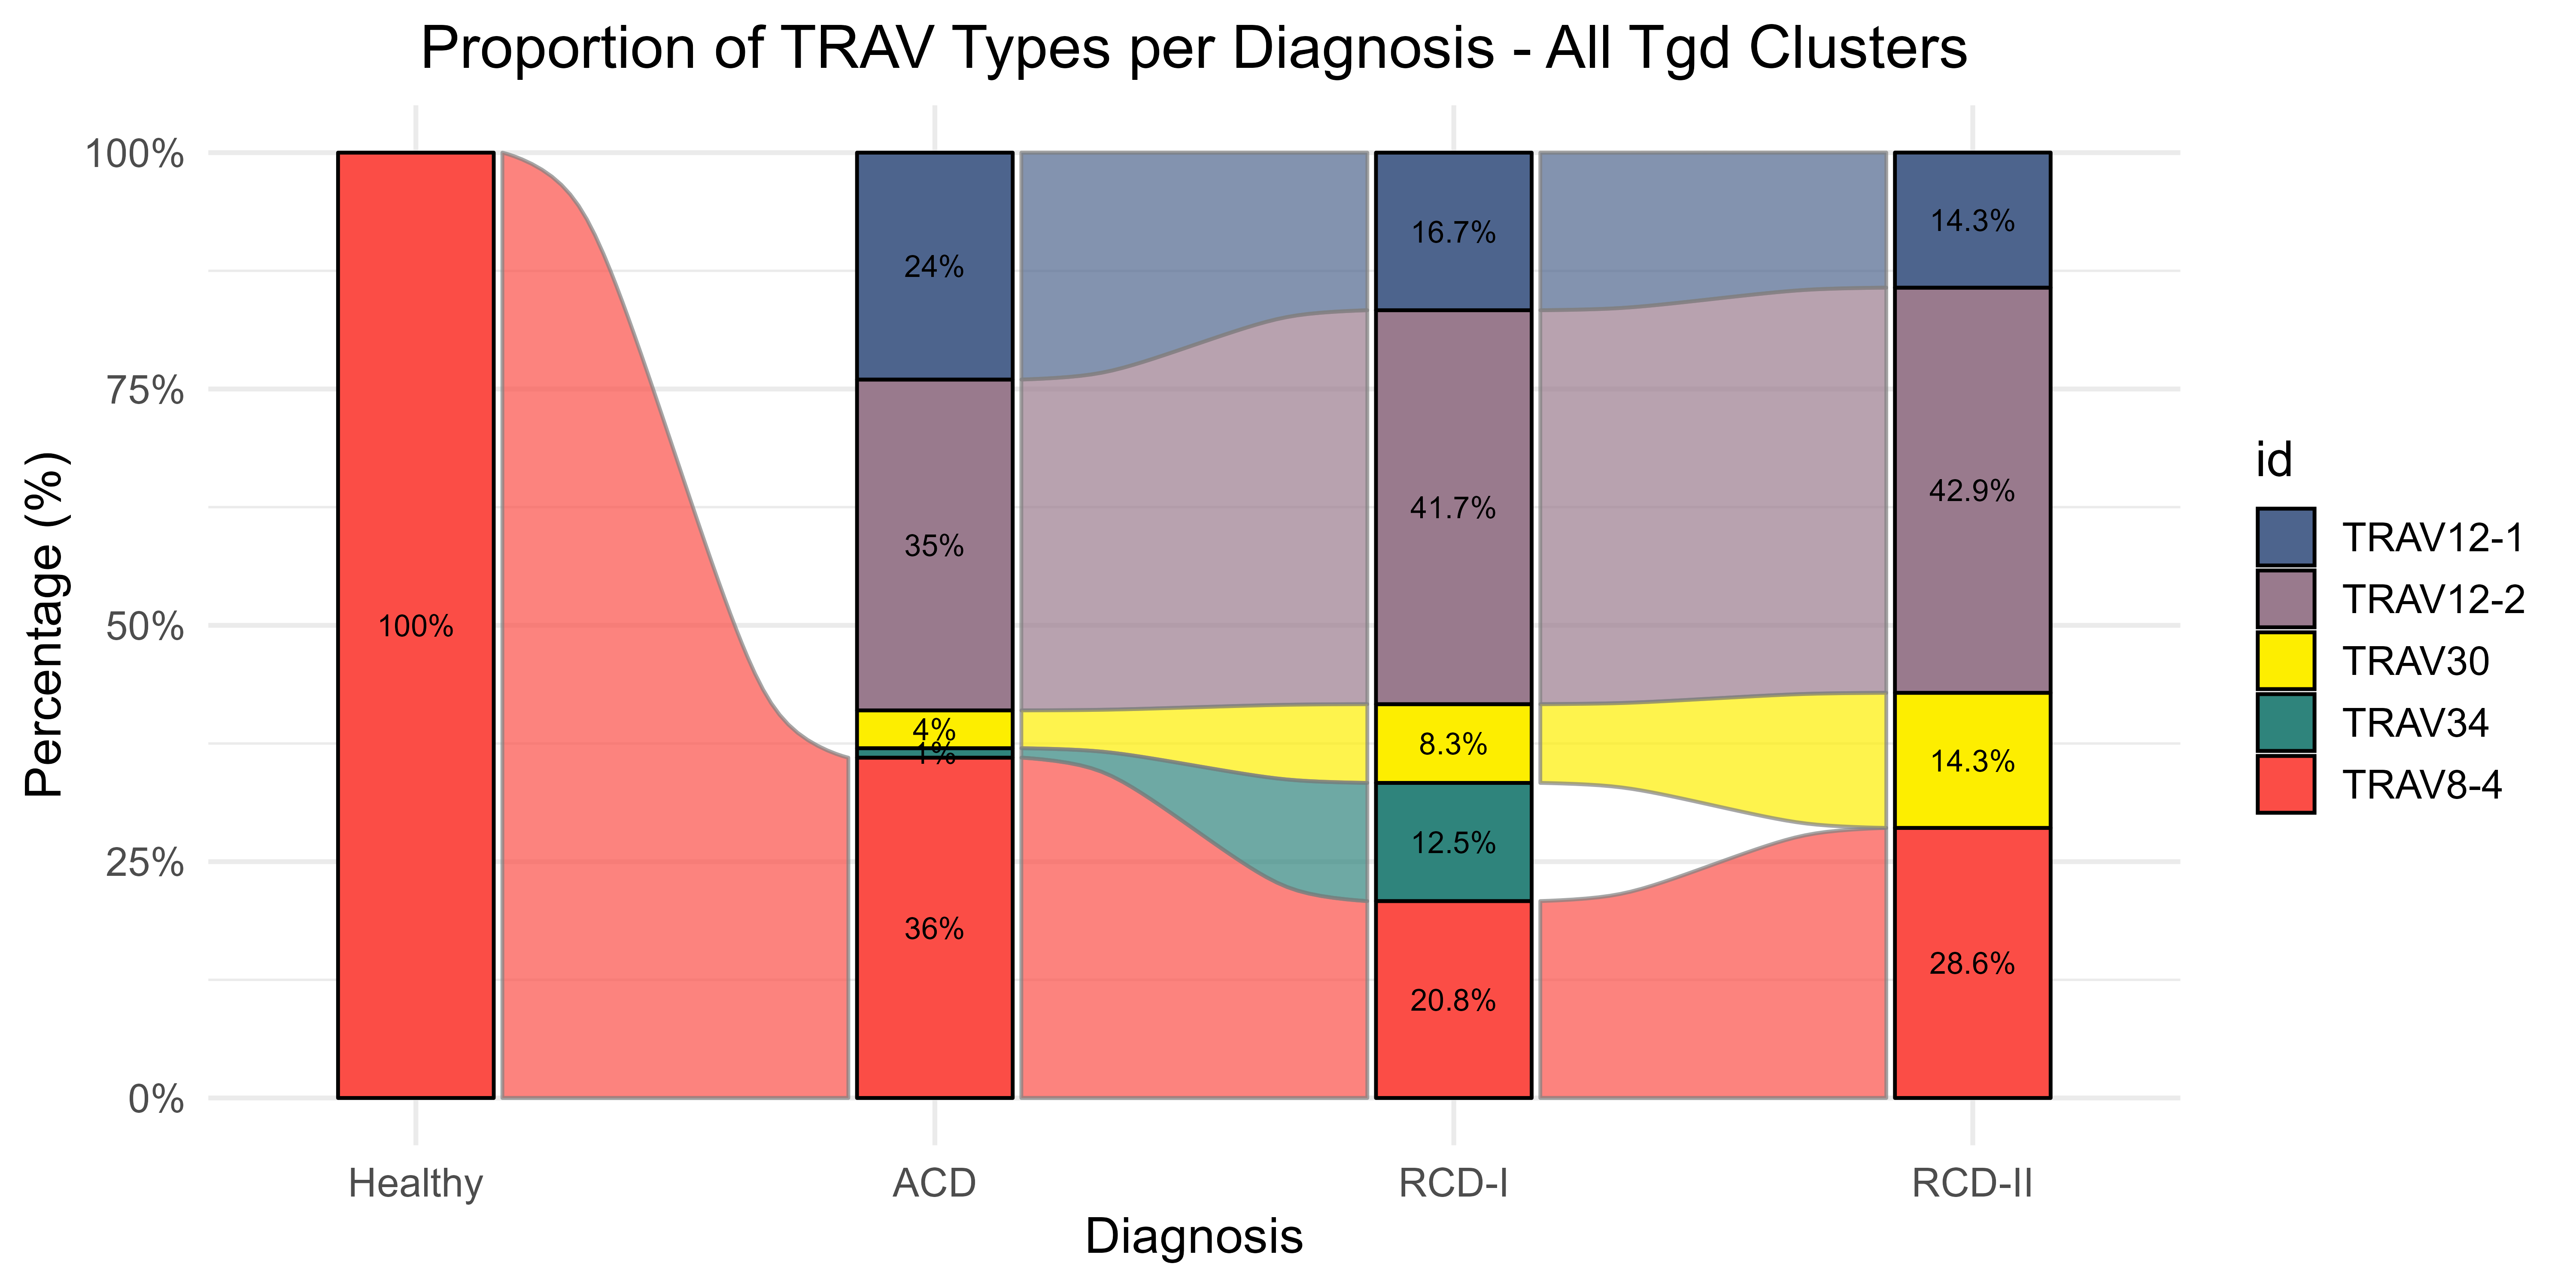 Proportion of TRAV Types per Diagnosis - All Tgd Clusters
Percentage (%)
100%
75%
50%
25%
0%
100%
24%
35%
4%
1%
36%
16.7%
41.7%
8.3%
12.5%
20.8%
14.3%
42.9%
14.3%
28.6%
Healthy
ACD
RCD-I
RCD-II
Diagnosis
id
TRAV12-1
TRAV12-2
TRAV30
TRAV34
TRAV8-4